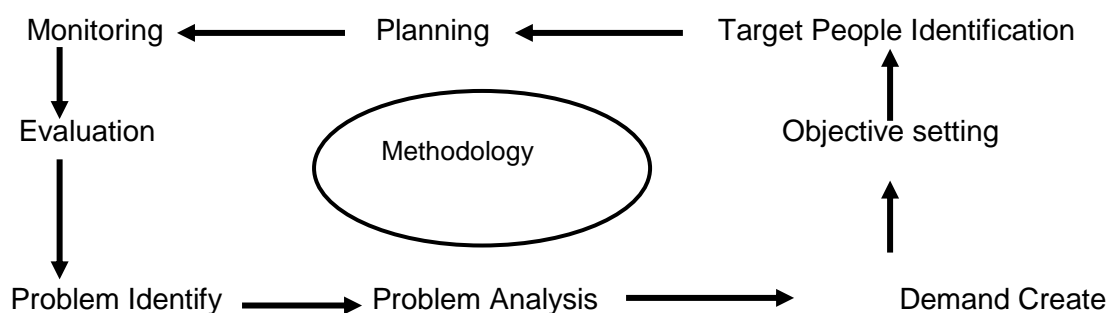 Monitoring Planning Target People Identification
Evaluation Objective setting
Methodology
Problem Identify Problem Analysis Demand Create